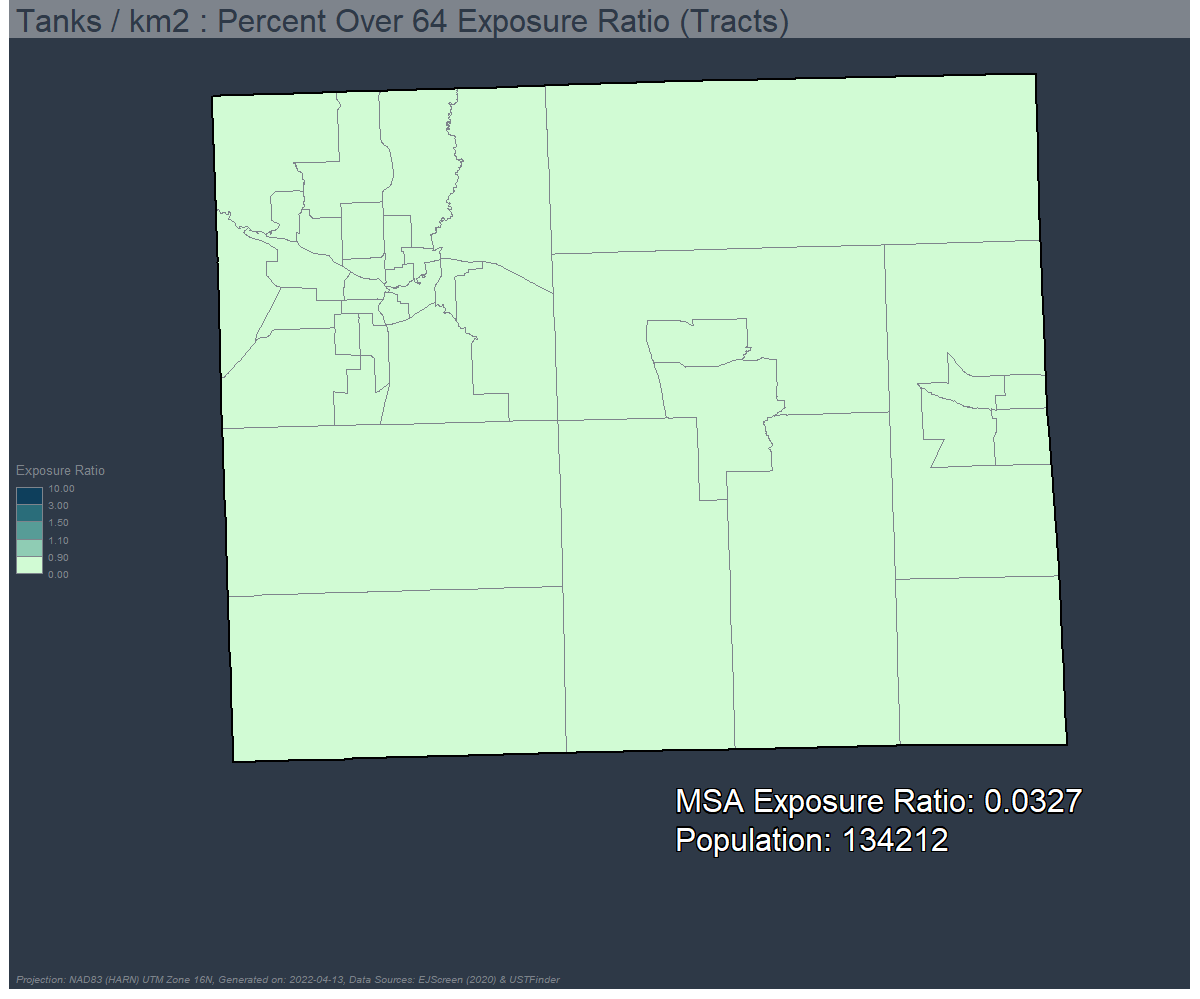 Tanks / km2 : Percent Over 64 Exposure Ratio (Tracts)
Exposure Ratio
10.00
3.00
1.50
1.10
0.90
0.00
MSA Exposure Ratio: 0.0327
Population: 134212
Projection: NAD83 (HARN) UTM Zone 16N, Generated on: 2022-04-13, Data Sources: EJScreen (2020) & USTFinder